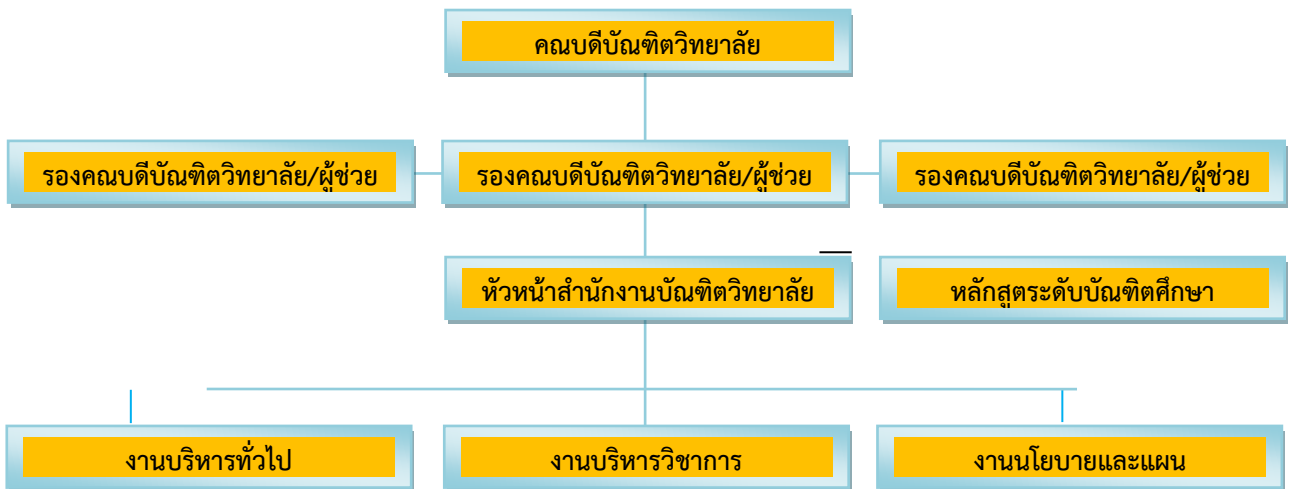 คณบดีบัณฑิตวิทยาลัย
รองคณบดีบัณฑิตวิทยาลัย/ผู้ช่วย
รองคณบดีบัณฑิตวิทยาลัย/ผู้ช่วย
รองคณบดีบัณฑิตวิทยาลัย/ผู้ช่วย
หัวหน้าสำนักงานบัณฑิตวิทยาลัย
หลักสูตระดับบัณฑิตศึกษา
งานบริหารทั่วไป
งานบริหารวิชาการ
งานนโยบายและแผน